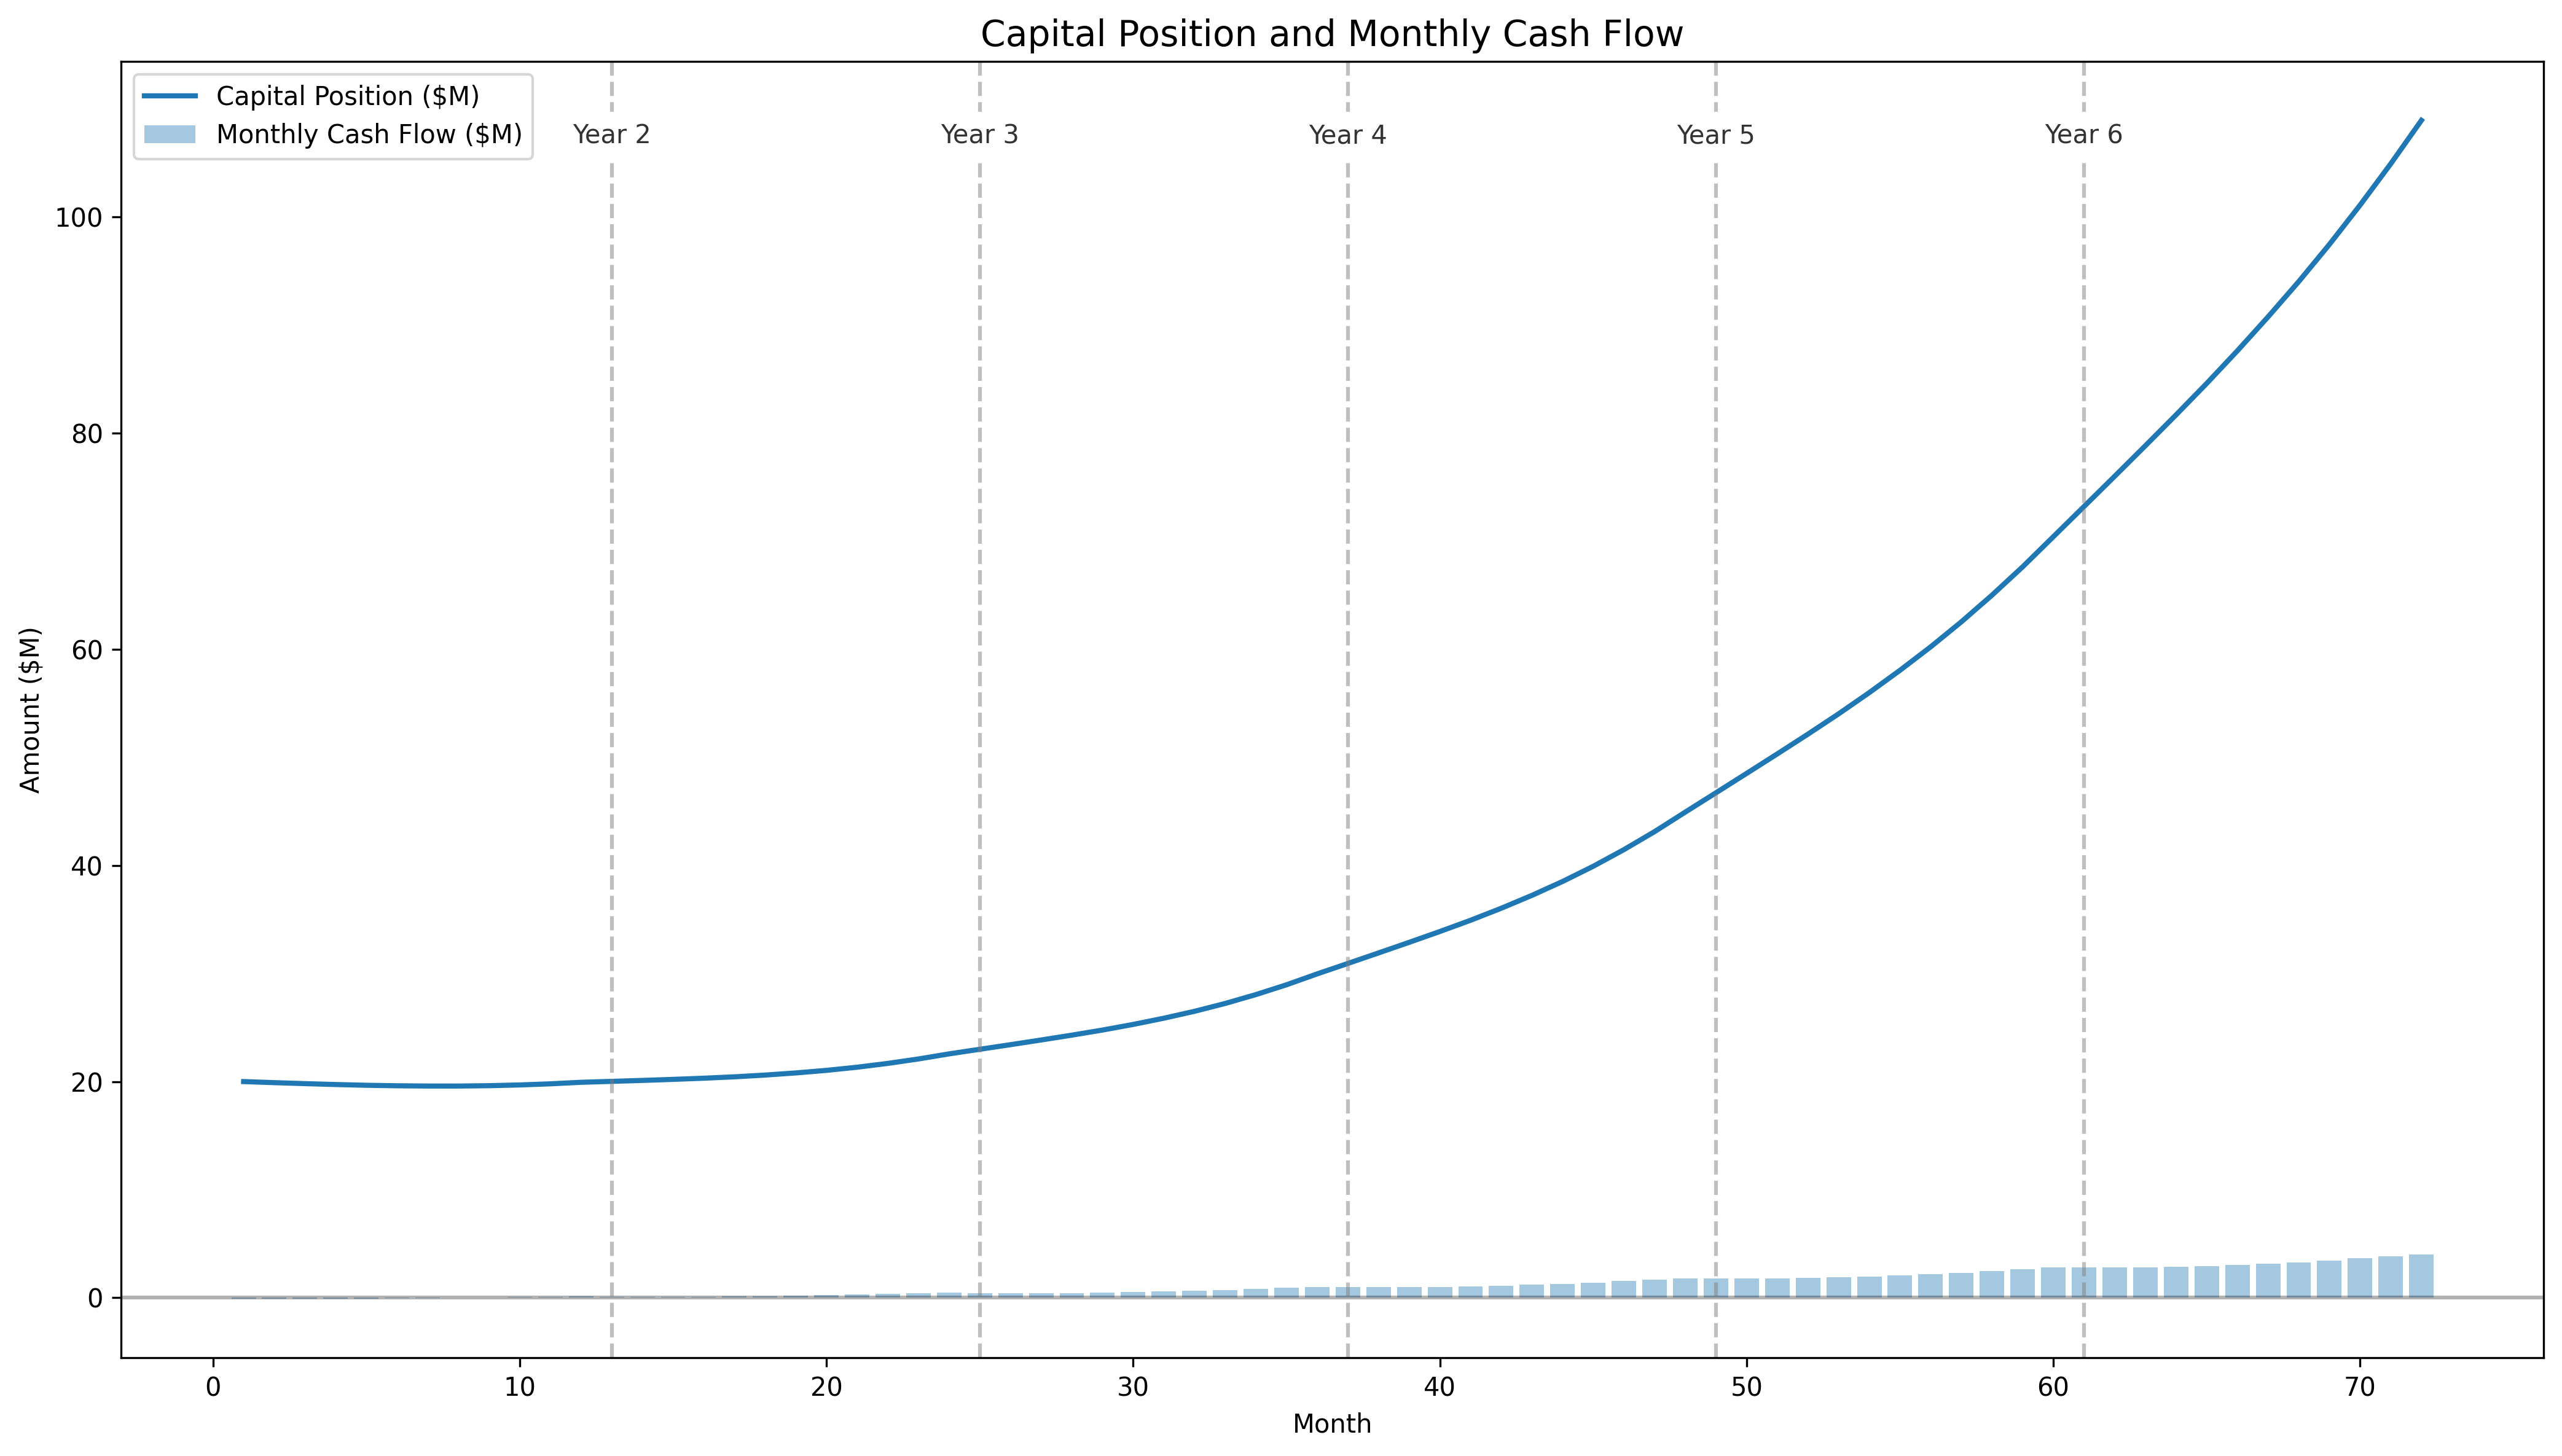 Capital Position and Monthly Cash Flow
Capital Position ($M)
Monthly Cash Flow ($M)
Year 2
Year 3
Year 4
Year 5
Year 6
Amount ($M)
100
80
60
40
20
0
0
10
20
30
40
50
60
70
Month